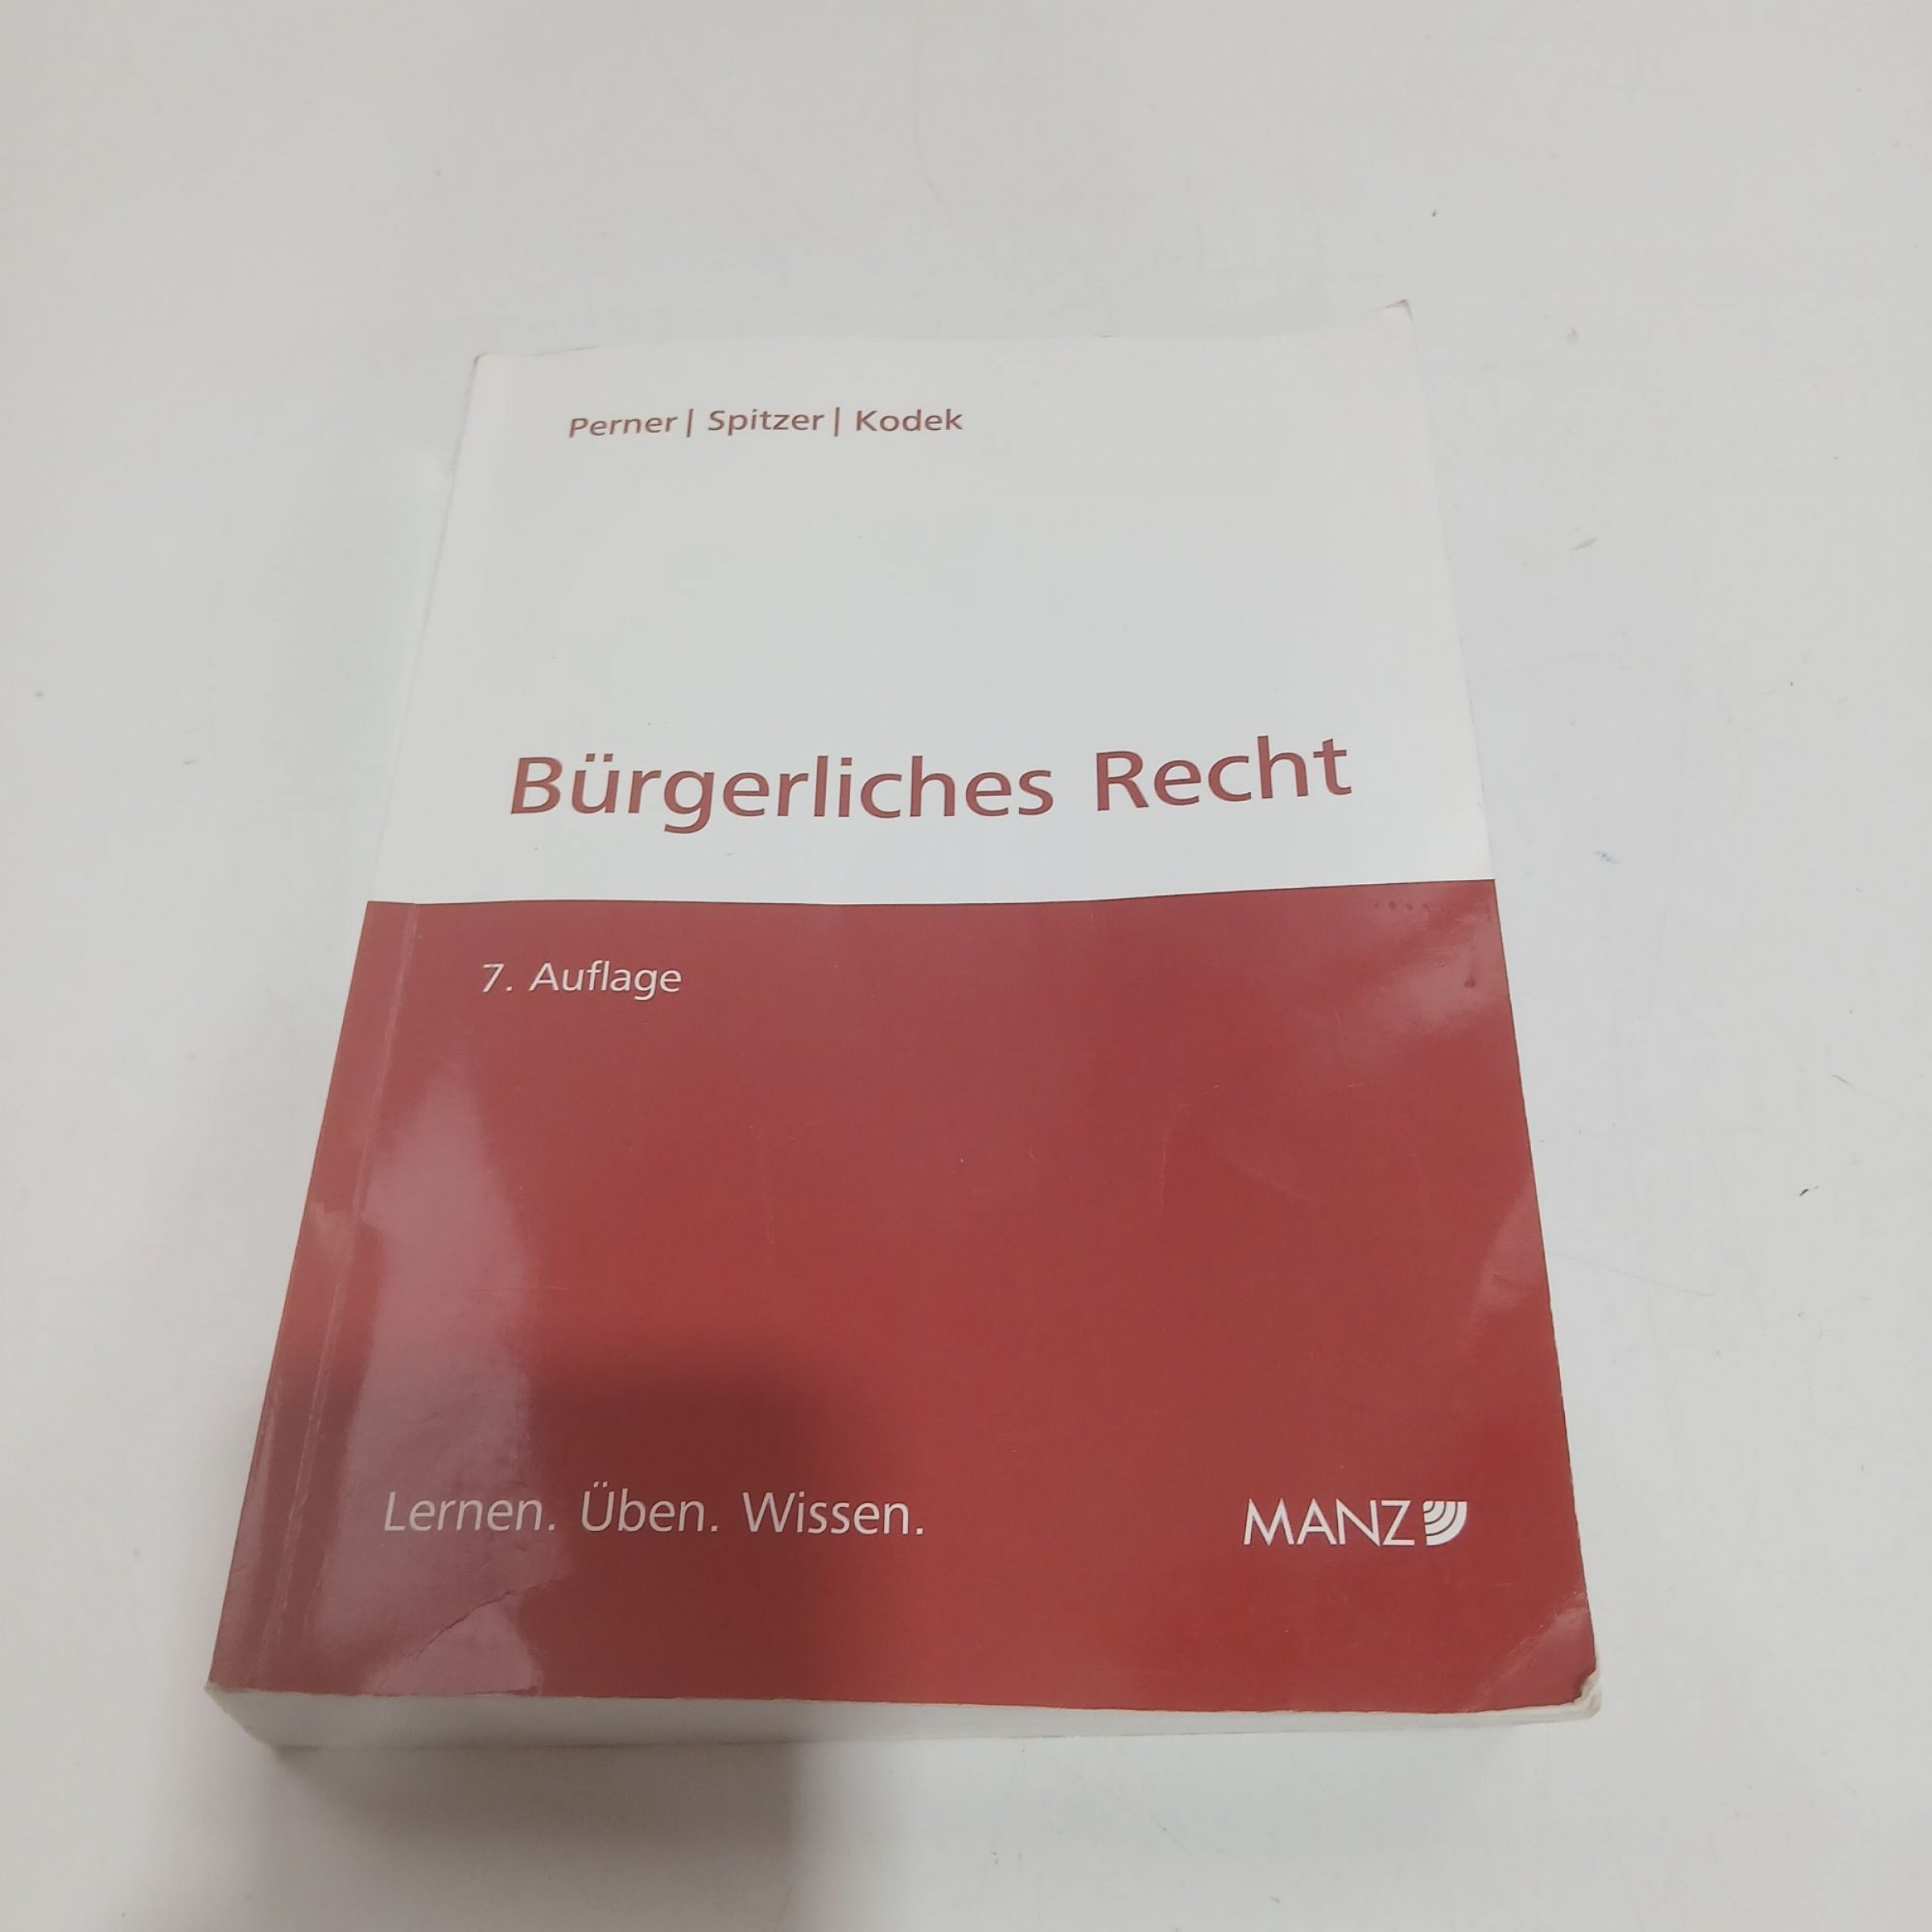 Perner | Spitzer | Kodek
Bürgerliches Recht
7. Auflage
Lernen. Üben. Wissen.
MANZ